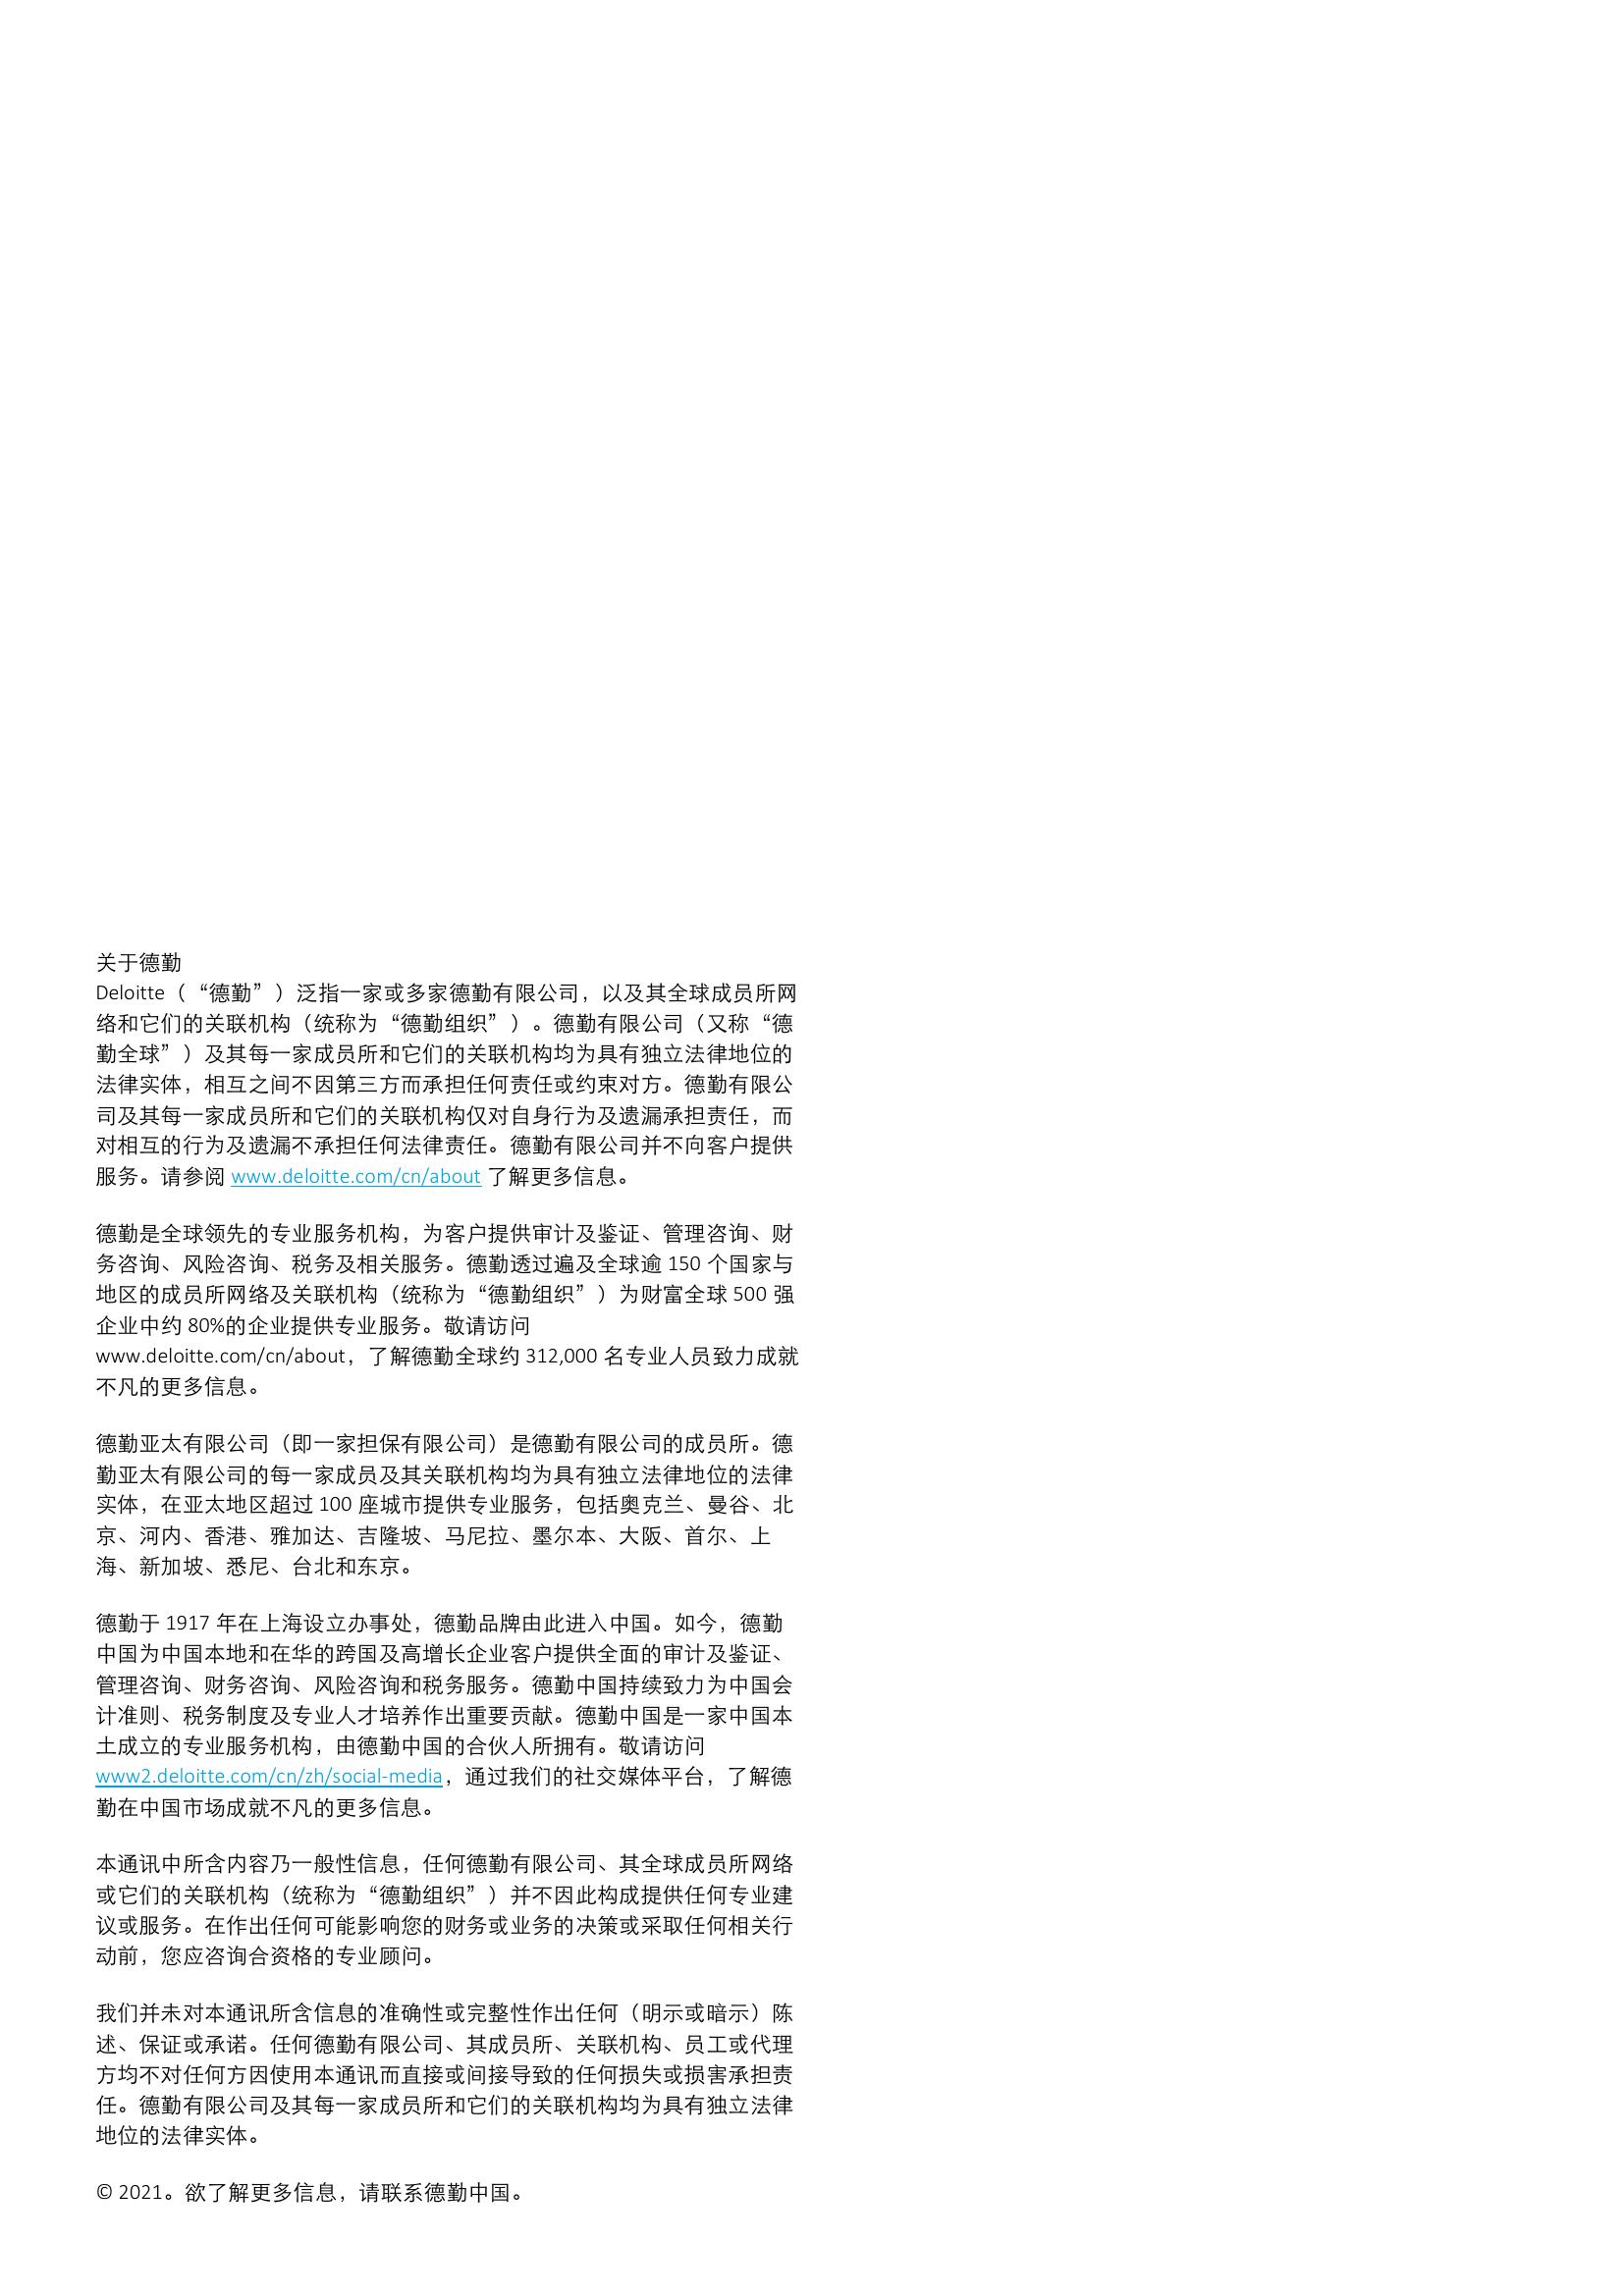 关于德勤
Deloitte（“德勤”）泛指一家或多家德勤有限公司，以及其全球成员所网
络和它们的关联机构（统称为“德勤组织”）。德勤有限公司（又称“德
勤全球”）及其每一家成员所和它们的关联机构均为具有独立法律地位的
法律实体，相互之间不因第三方而承担任何责任或约束对方。德勤有限公
司及其每一家成员所和它们的关联机构仅对自身行为及遗漏承担责任，而
对相互的行为及遗漏不承担任何法律责任。德勤有限公司并不向客户提供
服务。请参阅 www.deloitte.com/cn/about 了解更多信息。
德勤是全球领先的专业服务机构，为客户提供审计及鉴证、管理咨询、财
务咨询、风险咨询、税务及相关服务。德勤透过遍及全球逾 150 个国家与
地区的成员所网络及关联机构（统称为“德勤组织”）为财富全球 500 强
企业中约 80%的企业提供专业服务。敬请访问
www.deloitte.com/cn/about，了解德勤全球约 312,000 名专业人员致力成就
不凡的更多信息。
德勤亚太有限公司（即一家担保有限公司）是德勤有限公司的成员所。德
勤亚太有限公司的每一家成员及其关联机构均为具有独立法律地位的法律
实体，在亚太地区超过 100 座城市提供专业服务，包括奥克兰、曼谷、北
京、河内、香港、雅加达、吉隆坡、马尼拉、墨尔本、大阪、首尔、上
海、新加坡、悉尼、台北和东京。
德勤于 1917 年在上海设立办事处，德勤品牌由此进入中国。如今，德勤
中国为中国本地和在华的跨国及高增长企业客户提供全面的审计及鉴证、
管理咨询、财务咨询、风险咨询和税务服务。德勤中国持续致力为中国会
计准则、税务制度及专业人才培养作出重要贡献。德勤中国是一家中国本
土成立的专业服务机构，由德勤中国的合伙人所拥有。敬请访问
www2.deloitte.com/cn/zh/social-media，通过我们的社交媒体平台，了解德
勤在中国市场成就不凡的更多信息。
本通讯中所含内容乃一般性信息，任何德勤有限公司、其全球成员所网络
或它们的关联机构（统称为“德勤组织”）并不因此构成提供任何专业建
议或服务。在作出任何可能影响您的财务或业务的决策或采取任何相关行
动前，您应咨询合资格的专业顾问。
我们并未对本通讯所含信息的准确性或完整性作出任何（明示或暗示）陈
述、保证或承诺。任何德勤有限公司、其成员所、关联机构、员工或代理
方均不对任何方因使用本通讯而直接或间接导致的任何损失或损害承担责
任。德勤有限公司及其每一家成员所和它们的关联机构均为具有独立法律
地位的法律实体。
© 2021。欲了解更多信息，请联系德勤中国。